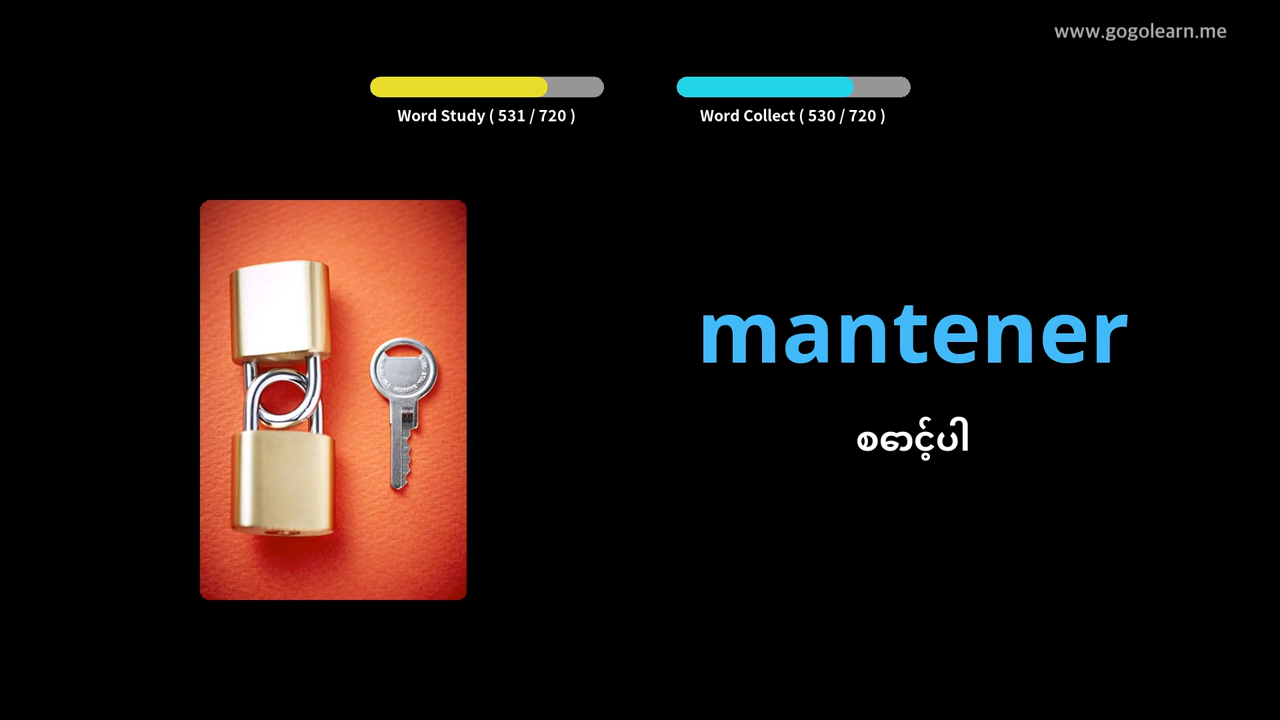 www.gogolearn.me
Word Study ( 531 / 720 )
Word Collect ( 530 / 720 )
mantener
စောင့်ပါ